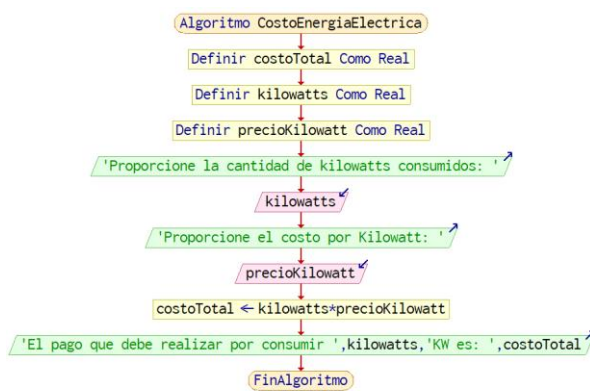 Algoritmo CostoEnergiaElectrica
Definir costoTotal Como Real
Definir kilowatts Como Real
Definir precioKilowatt Como Real
'Proporcione la cantidad de kilowatts consumidos: '
kilowatts
'Proporcione el costo por Kilowatt: '
precioKilowatt
costoTotal ← kilowatts*precioKilowatt
'El pago que debe realizar por consumir ',kilowatts,'KW es: ',costoTotal
FinAlgoritmo